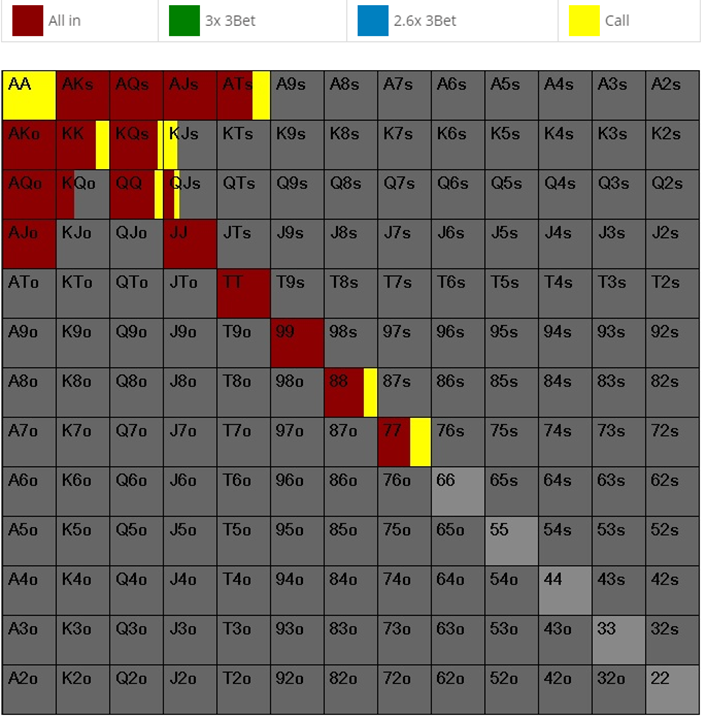 All in 3x 3Bet 2.6x 3Bet Call
AA AKs AQs AJs ATs A9s A8s A7s A6s A5s A4s A3s A2s
AKo KK KQs KJs KTs K9s K8s K7s K6s K5s K4s K3s K2s
AQo KQo QQ QJs QTs Q9s Q8s Q7s Q6s Q5s Q4s Q3s Q2s
AJo KJo QJo JJ JTs J9s J8s J7s J6s J5s J4s J3s J2s
ATo KTo QTo JTo TT T9s T8s T7s T6s T5s T4s T3s T2s
A9o K9o Q9o J9o T9o 99 98s 97s 96s 95s 94s 93s 92s
A8o K8o Q8o J8o T8o 98o 88 87s 86s 85s 84s 83s 82s
A7o K7o Q7o J7o T7o 97o 87o 77 76s 75s 74s 73s 72s
A6o K6o Q6o J6o T6o 96o 86o 76o 66 65s 64s 63s 62s
A5o K5o Q5o J5o T5o 95o 85o 75o 65o 55 54s 53s 52s
A4o K4o Q4o J4o T4o 94o 84o 74o 64o 54o 44 43s 42s
A3o K3o Q3o J3o T3o 93o 83o 73o 63o 53o 43o 33 32s
A2o K2o Q2o J2o T2o 92o 82o 72o 62o 52o 42o 32o 22